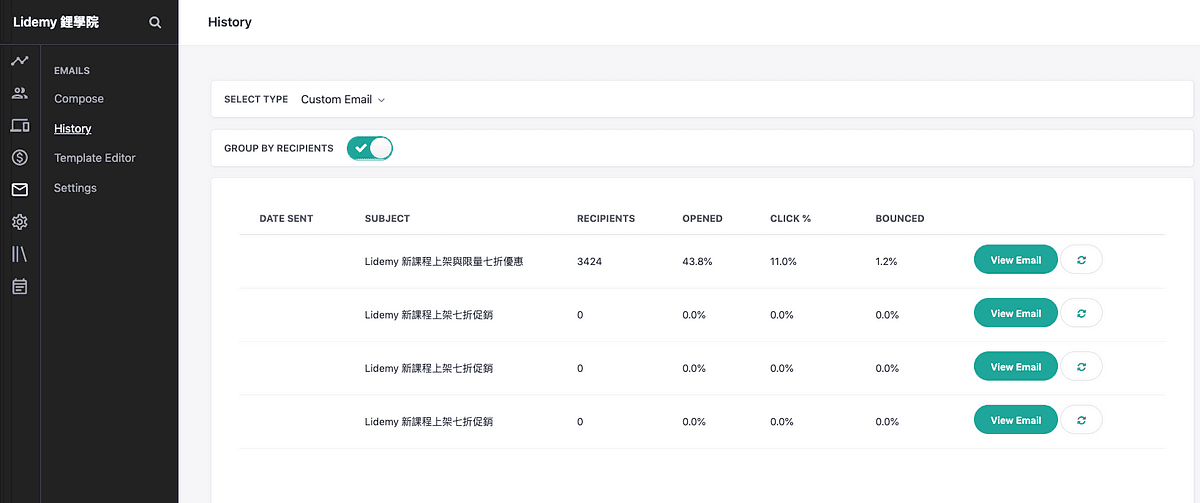 Lidemy 鋰學院
History
EMAILS
Compose
History
Template Editor
Settings
SELECT TYPE Custom Email
GROUP BY RECIPIENTS
DATE SENT SUBJECT RECIPIENTS OPENED CLICK % BOUNCED
Lidemy 新課程上架與限量七折優惠 3424 43.8% 11.0% 1.2% View Email
Lidemy 新課程上架七折促銷 0 0.0% 0.0% 0.0% View Email
Lidemy 新課程上架七折促銷 0 0.0% 0.0% 0.0% View Email
Lidemy 新課程上架七折促銷 0 0.0% 0.0% 0.0% View Email